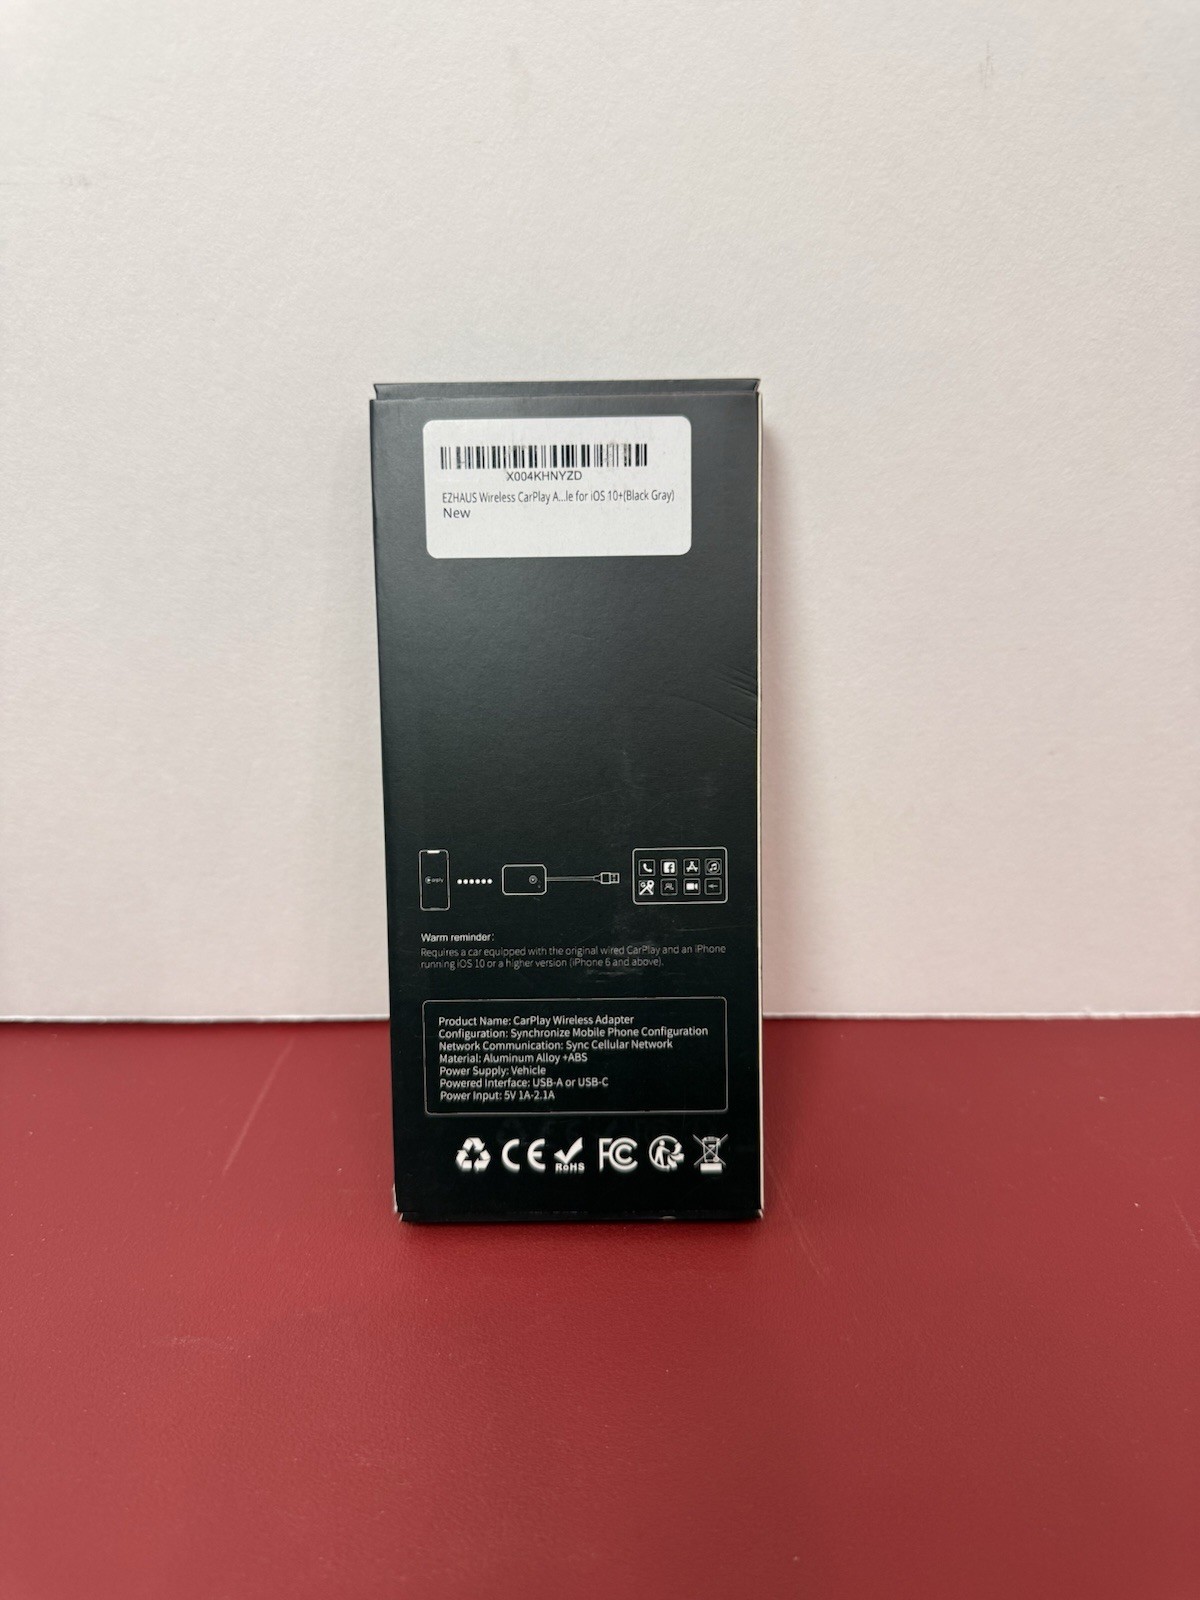 X004KHNYZD
EZHAUS Wireless CarPlay A...le for iOS 10+(Black Gray)
New
Warm reminder:
Requires a car equipped with the original wired CarPlay and an iPhone
running iOS 10 or a higher version (iPhone 6 and above).
Product Name: CarPlay Wireless Adapter
Configuration: Synchronize Mobile Phone Configuration
Network Communication: Sync Cellular Network
Material: Aluminum Alloy +ABS
Power Supply: Vehicle
Powered Interface: USB-A or USB-C
Power Input: 5V 1A-2.1A
CE RoHS FC